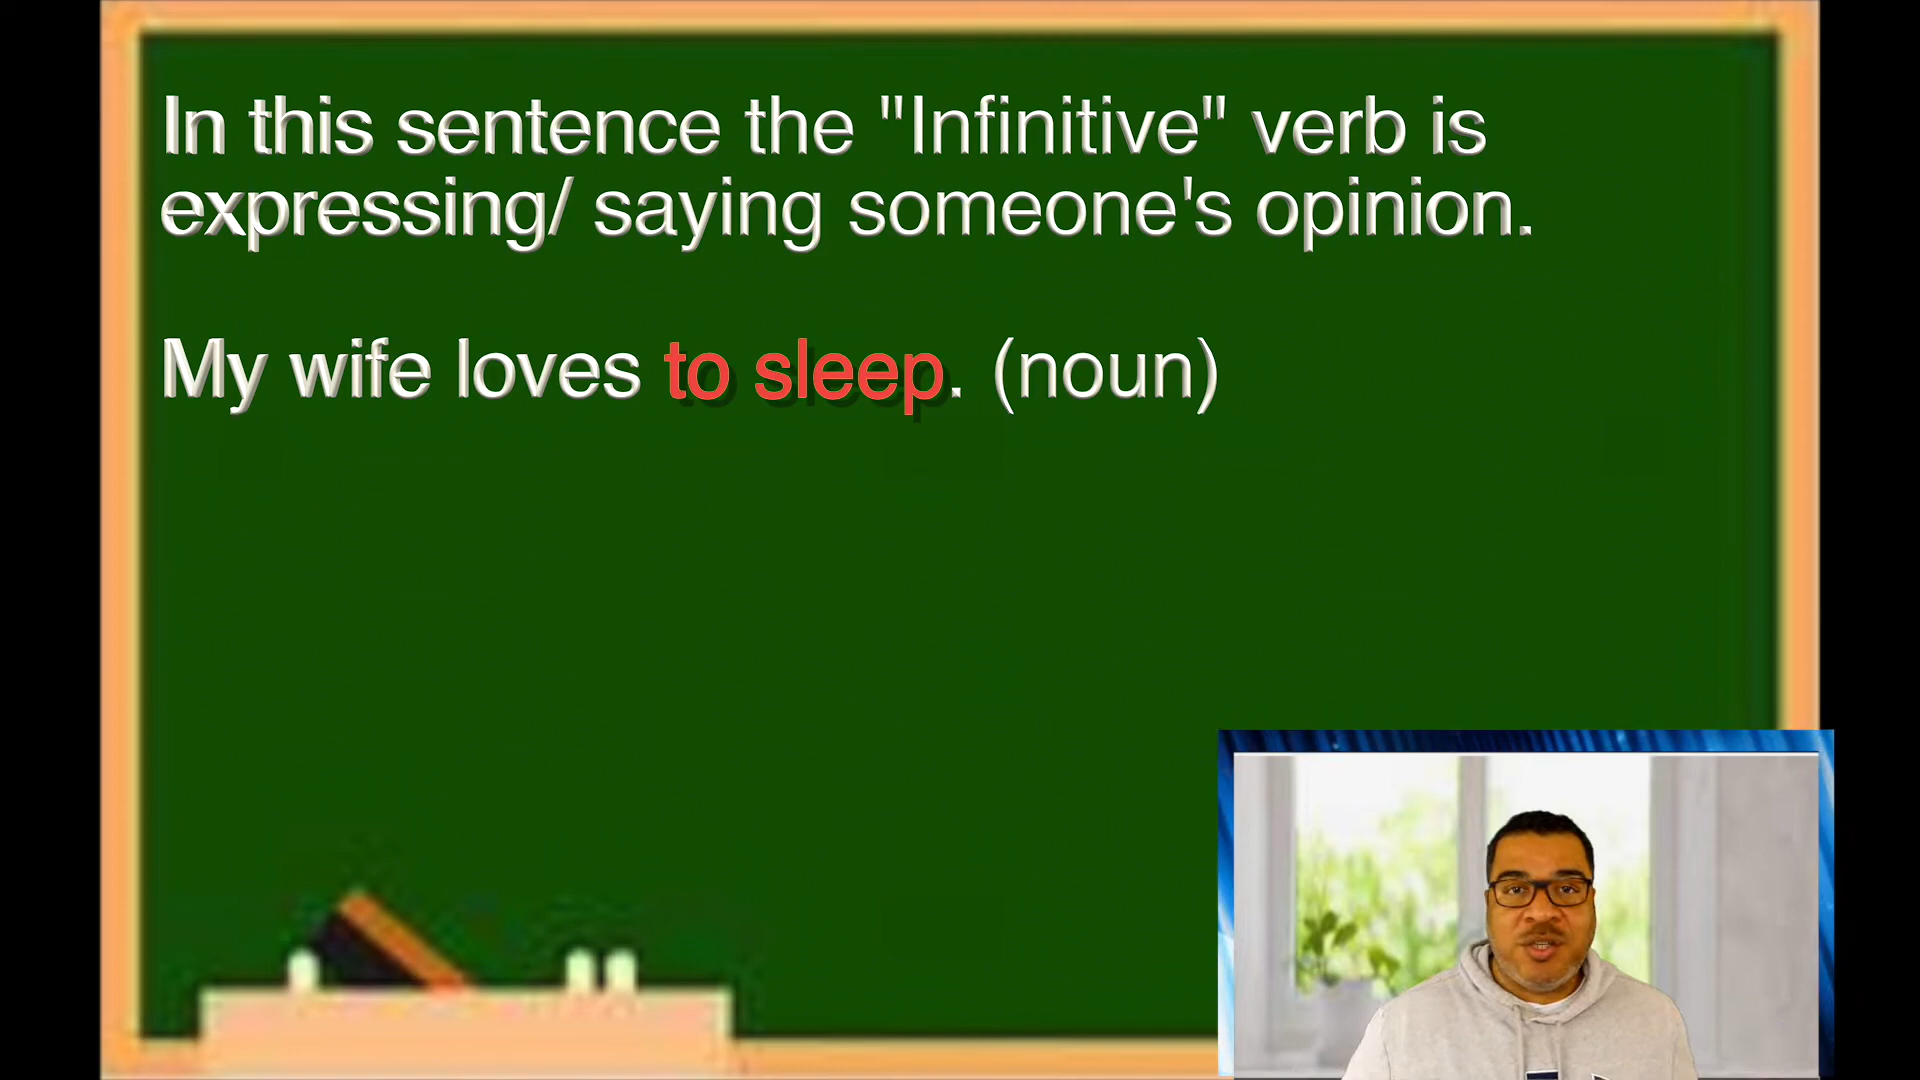 In this sentence the "Infinitive" verb is
expressing/ saying someone's opinion.
My wife loves to sleep. (noun)